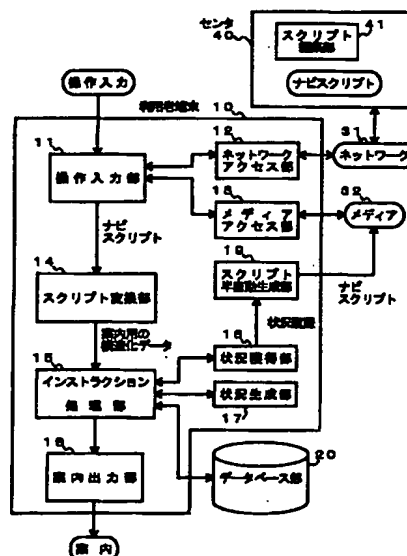 センタ
40
41
スクリプト
編集部
ナビスクリプト
操作入力
利用者端末
10
11
操作入力部
12
ネットワーク
アクセス部
31
ネットワーク
13
メディア
アクセス部
32
メディア
ナビ
スクリプト
19
スクリプト
半自動生成部
ナビ
スクリプト
14
スクリプト変換部
状況履歴
案内用の
構造化データ
15
インストラクション
処理部
16
状況獲得部
状況生成部
17
18
案内出力部
20
データベース部
案内